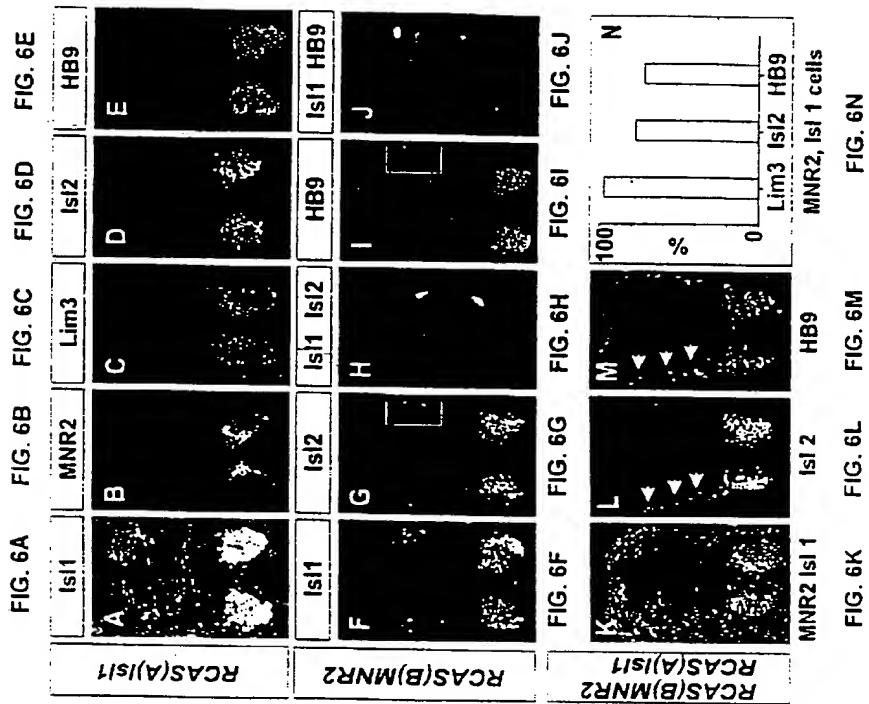 FIG. 6A
FIG. 6B
FIG. 6C
FIG. 6D
FIG. 6E
Isl1
MNR2
Lim3
Isl2
HB9
RCAS(A)Isl1
A
B
C
D
E
Isl1
Isl2
Isl1 Isl2
HB9
Isl1 HB9
RCAS(B)MNR2
F
G
H
I
J
FIG. 6F
FIG. 6G
FIG. 6H
FIG. 6I
FIG. 6J
RCAS(B)MNR2
RCAS(A)Isl1
K
L
M
N
100
%
0
Lim3
Isl2
HB9
MNR2 Isl 1
Isl 2
HB9
MNR2, Isl 1 cells
FIG. 6K
FIG. 6L
FIG. 6M
FIG. 6N